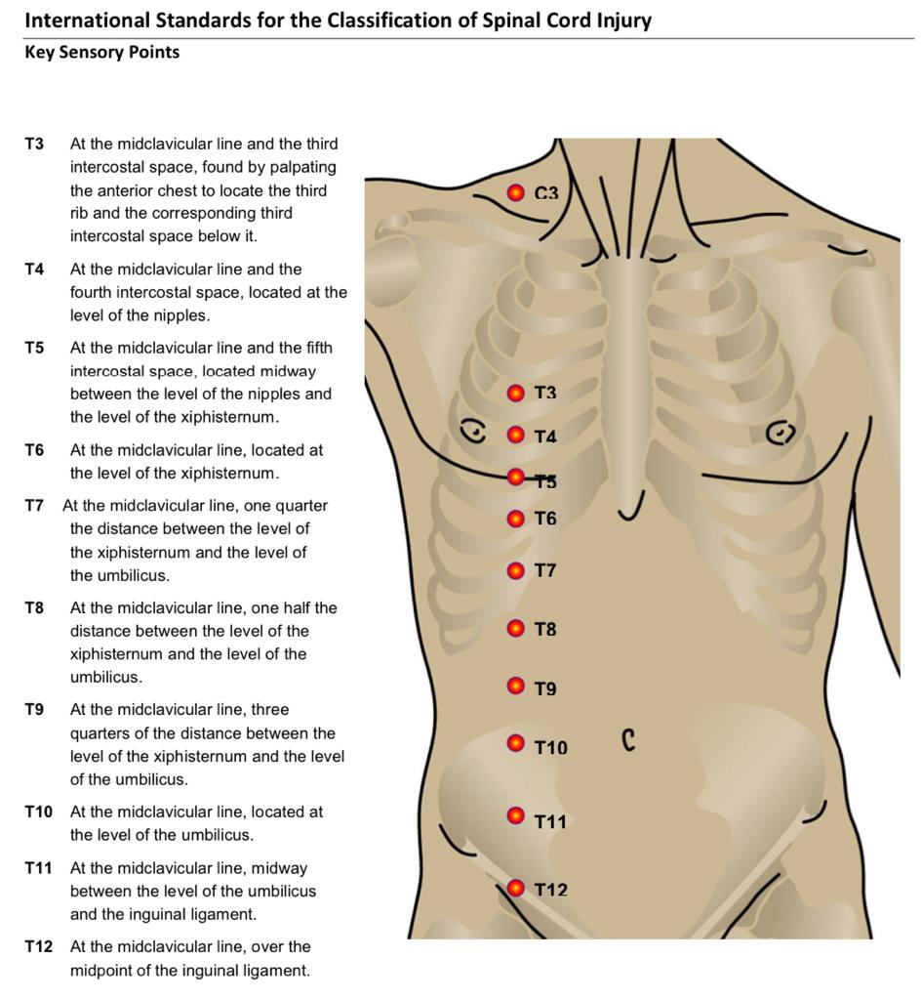 International Standards for the Classification of Spinal Cord Injury
Key Sensory Points
T3 At the midclavicular line and the third
intercostal space, found by palpating
the anterior chest to locate the third
rib and the corresponding third
intercostal space below it.
T4 At the midclavicular line and the
fourth intercostal space, located at the
level of the nipples.
T5 At the midclavicular line and the fifth
intercostal space, located midway
between the level of the nipples and
the level of the xiphisternum.
T6 At the midclavicular line, located at
the level of the xiphisternum.
T7 At the midclavicular line, one quarter
the distance between the level of
the xiphisternum and the level of
the umbilicus.
T8 At the midclavicular line, one half the
distance between the level of the
xiphisternum and the level of the
umbilicus.
T9 At the midclavicular line, three
quarters of the distance between the
level of the xiphisternum and the level
of the umbilicus.
T10 At the midclavicular line, located at
the level of the umbilicus.
T11 At the midclavicular line, midway
between the level of the umbilicus
and the inguinal ligament.
T12 At the midclavicular line, over the
midpoint of the inguinal ligament.
C3
T3
T4
T5
T6
T7
T8
T9
T10
T11
T12